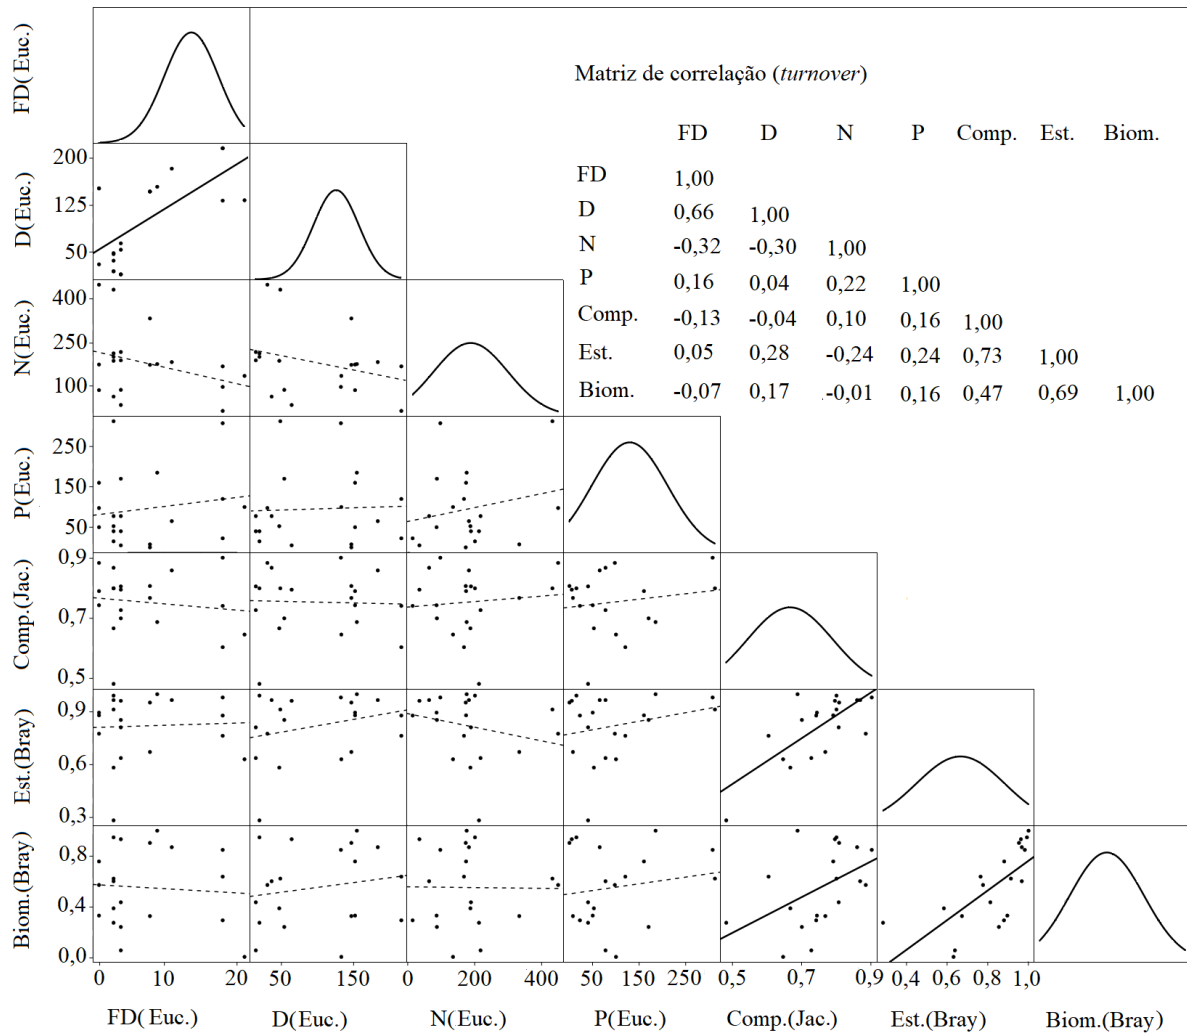 Matriz de correlação (turnover)
FD D N P Comp. Est. Biom.
FD 1,00
D 0,66 1,00
N -0,32 -0,30 1,00
P 0,16 0,04 0,22 1,00
Comp. -0,13 -0,04 0,10 0,16 1,00
Est. 0,05 0,28 -0,24 0,24 0,73 1,00
Biom. -0,07 0,17 -0,01 0,16 0,47 0,69 1,00
FD(Euc.)
D(Euc.)
200
125
50
N(Euc.)
400
250
100
P(Euc.)
250
150
50
Comp.(Jac.)
0,9
0,7
0,5
Est.(Bray)
0,9
0,6
0,3
Biom.(Bray)
0,8
0,4
0,0
0 10 20 50 150 0 200 400 50 150 250 0,5 0,7 0,9 0,4 0,6 0,8 1,0
FD(Euc.) D(Euc.) N(Euc.) P(Euc.) Comp.(Jac.) Est.(Bray) Biom.(Bray)